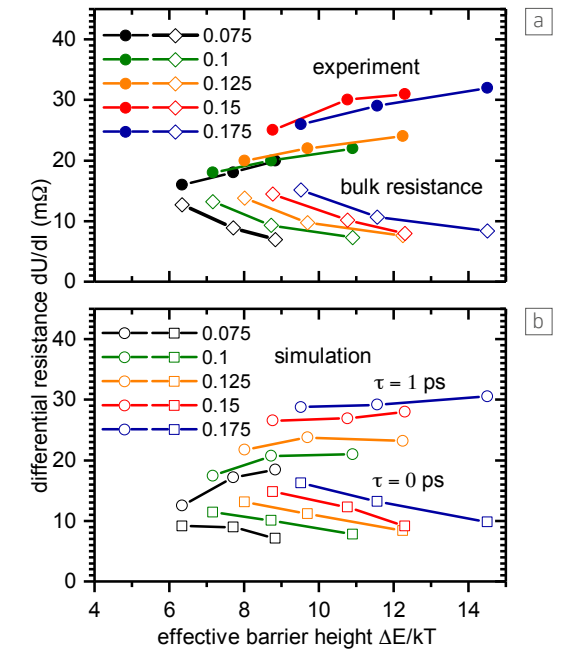 a
40
30
20
10
0
0.075
0.1
0.125
0.15
0.175
experiment
bulk resistance
differential resistance dU/dI (mΩ)
b
40
30
20
10
0
0.075
0.1
0.125
0.15
0.175
simulation
τ = 1 ps
τ = 0 ps
4 6 8 10 12 14
effective barrier height ΔE/kT